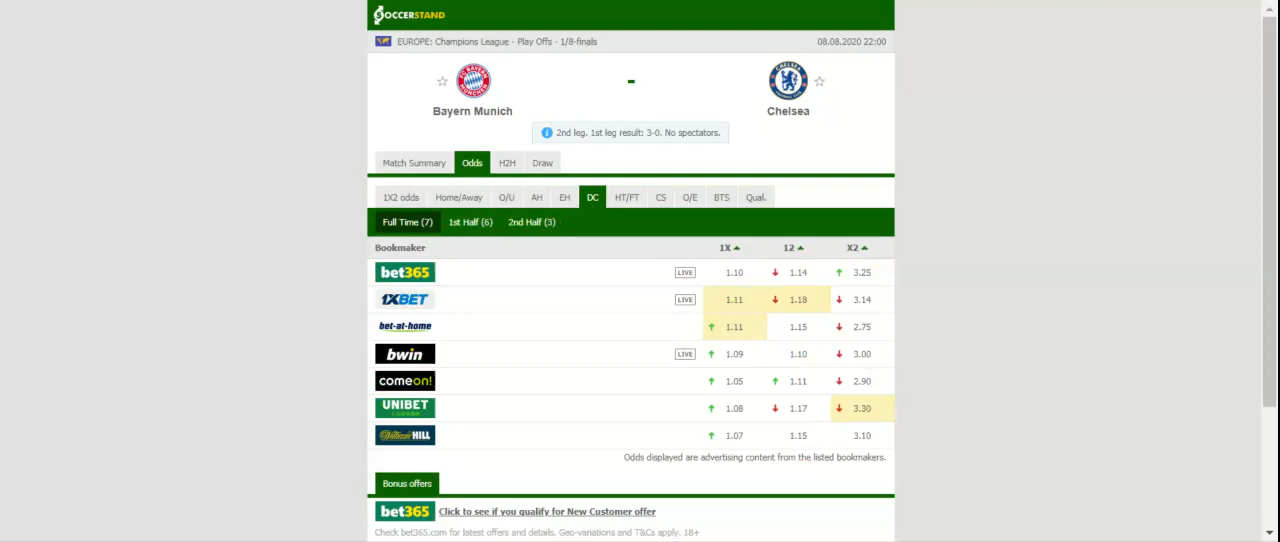 SOCCERSTAND
EUROPE: Champions League - Play Offs - 1/8-finals 08.08.2020 22:00
-
Bayern Munich Chelsea
2nd leg. 1st leg result: 3-0. No spectators.
Match Summary Odds H2H Draw
1X2 odds Home/Away O/U AH EH DC HT/FT CS O/E BTS Qual.
Full Time (7) 1st Half (6) 2nd Half (3)
Bookmaker 1X 12 X2
bet365 LIVE 1.10 1.14 3.25
1XBET LIVE 1.11 1.18 3.14
bet-at-home 1.11 1.15 2.75
bwin LIVE 1.09 1.10 3.00
comeon! 1.05 1.11 2.90
UNIBET 1.08 1.17 3.30
William HILL 1.07 1.15 3.10
Odds displayed are advertising content from the listed bookmakers.
Bonus offers
bet365 Click to see if you qualify for New Customer offer
Check bet365.com for latest offers and details. Geo-variations and T&Cs apply. 18+